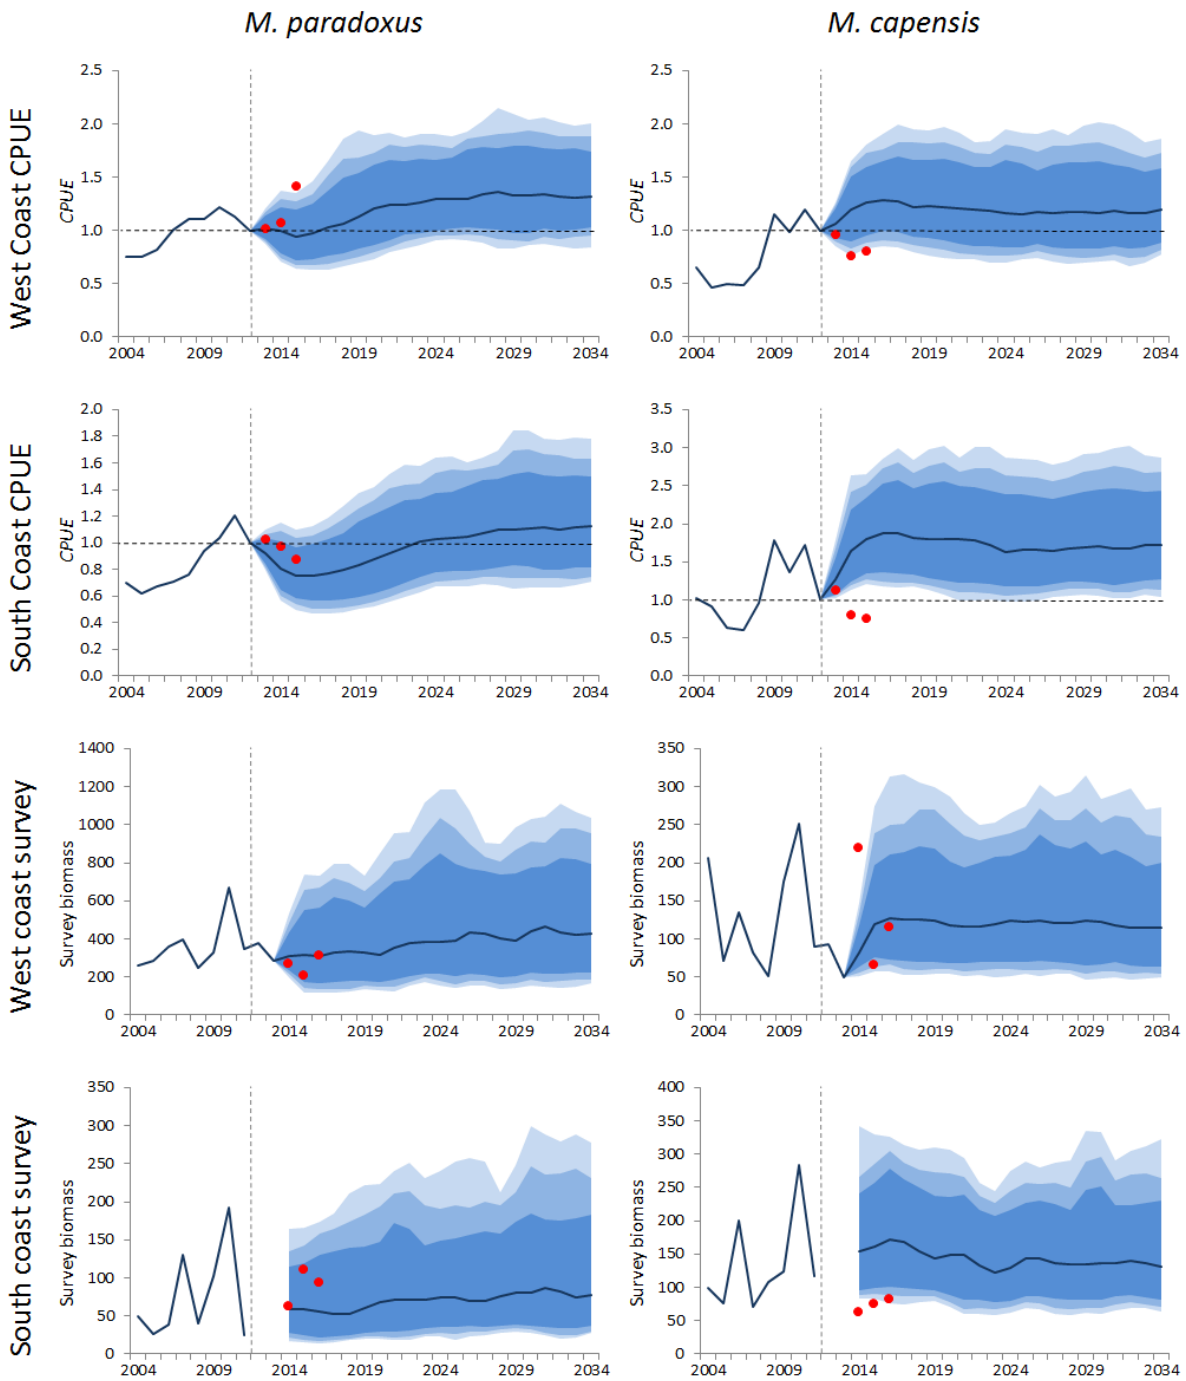 M. paradoxus
M. capensis
West Coast CPUE
CPUE
2.5
2.0
1.5
1.0
0.5
0.0
2004 2009 2014 2019 2024 2029 2034
CPUE
2.5
2.0
1.5
1.0
0.5
0.0
2004 2009 2014 2019 2024 2029 2034
South Coast CPUE
CPUE
2.0
1.8
1.6
1.4
1.2
1.0
0.8
0.6
0.4
0.2
0.0
2004 2009 2014 2019 2024 2029 2034
CPUE
3.5
3.0
2.5
2.0
1.5
1.0
0.5
0.0
2004 2009 2014 2019 2024 2029 2034
West coast survey
Survey biomass
1400
1200
1000
800
600
400
200
0
2004 2009 2014 2019 2024 2029 2034
Survey biomass
350
300
250
200
150
100
50
0
2004 2009 2014 2019 2024 2029 2034
South coast survey
Survey biomass
350
300
250
200
150
100
50
0
2004 2009 2014 2019 2024 2029 2034
Survey biomass
400
350
300
250
200
150
100
50
0
2004 2009 2014 2019 2024 2029 2034